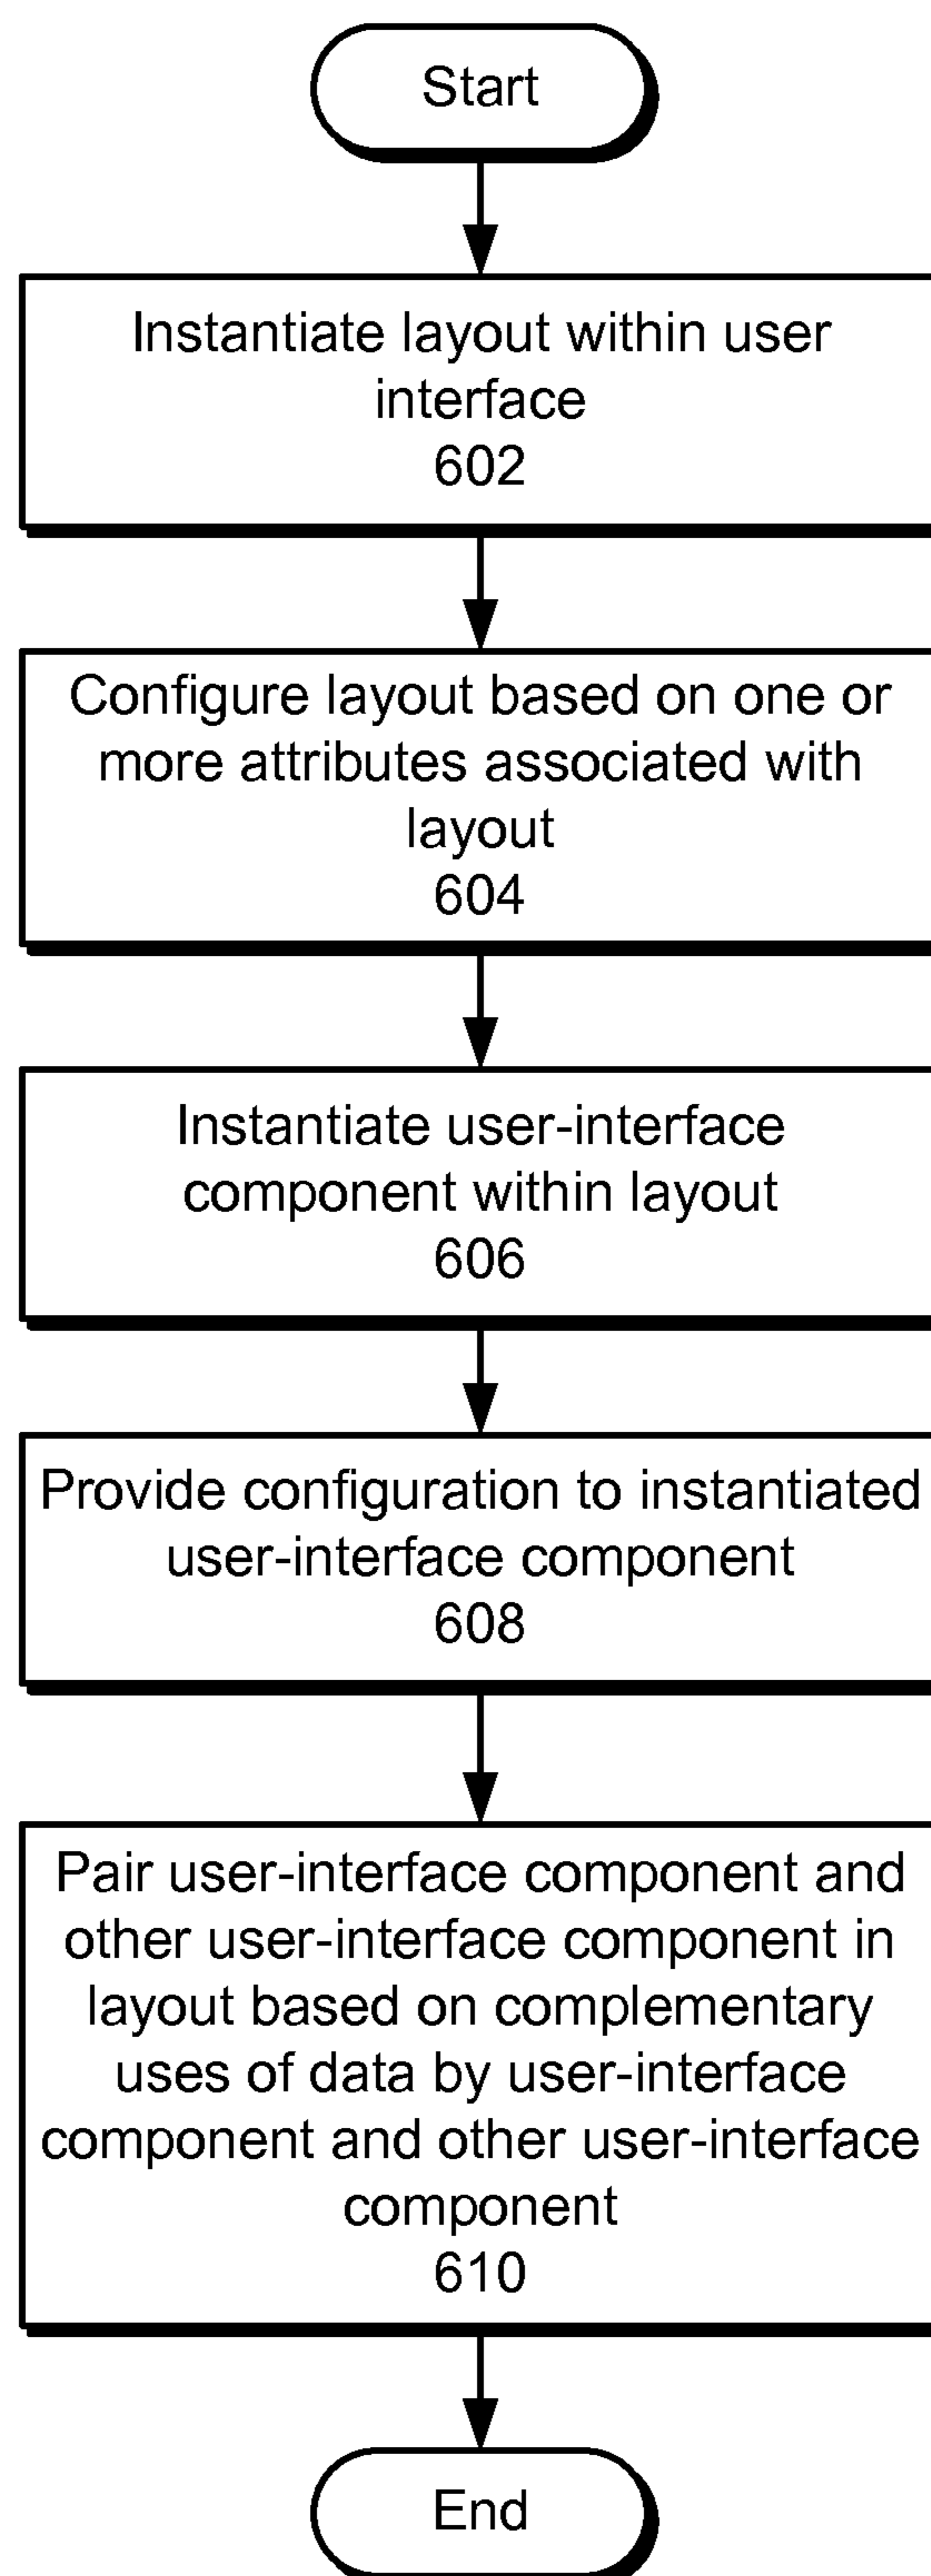 Start
Instantiate layout within user
interface
602
Configure layout based on one or
more attributes associated with
layout
604
Instantiate user-interface
component within layout
606
Provide configuration to instantiated
user-interface component
608
Pair user-interface component and
other user-interface component in
layout based on complementary
uses of data by user-interface
component and other user-interface
component
610
End